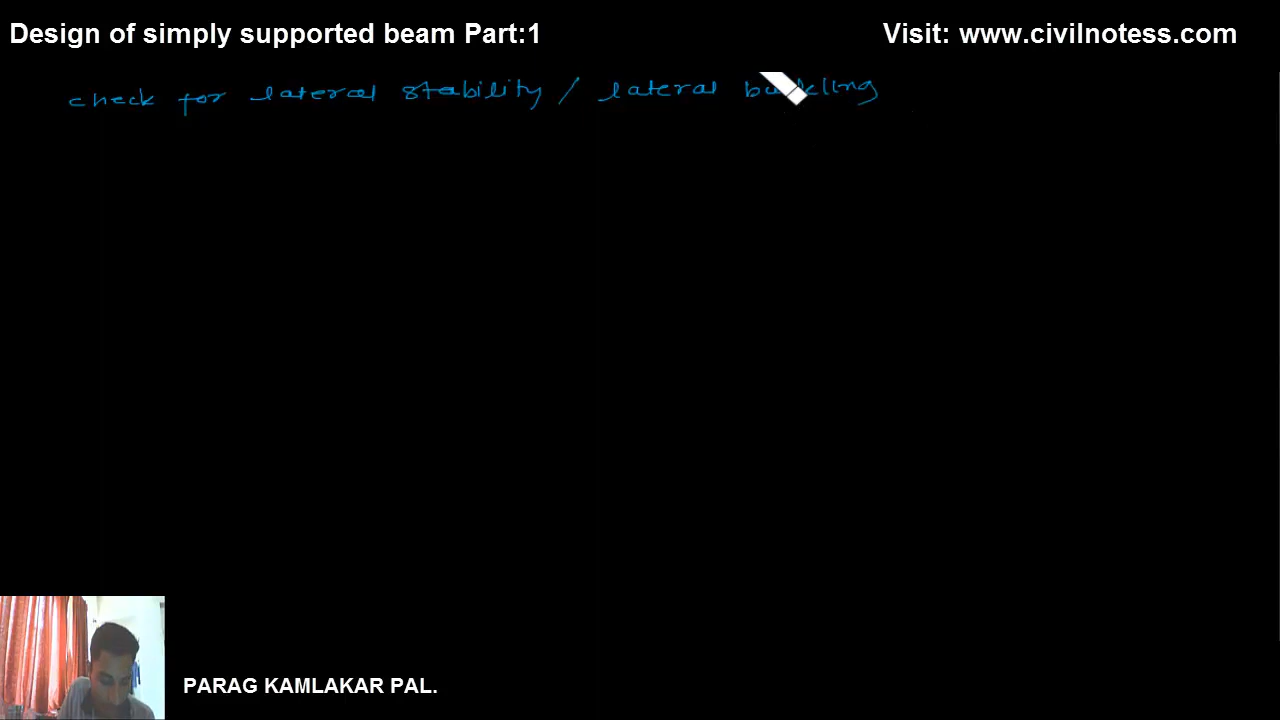 Design of simply supported beam Part:1
Visit: www.civilnotess.com
check for lateral stability / lateral buckling
PARAG KAMLAKAR PAL.